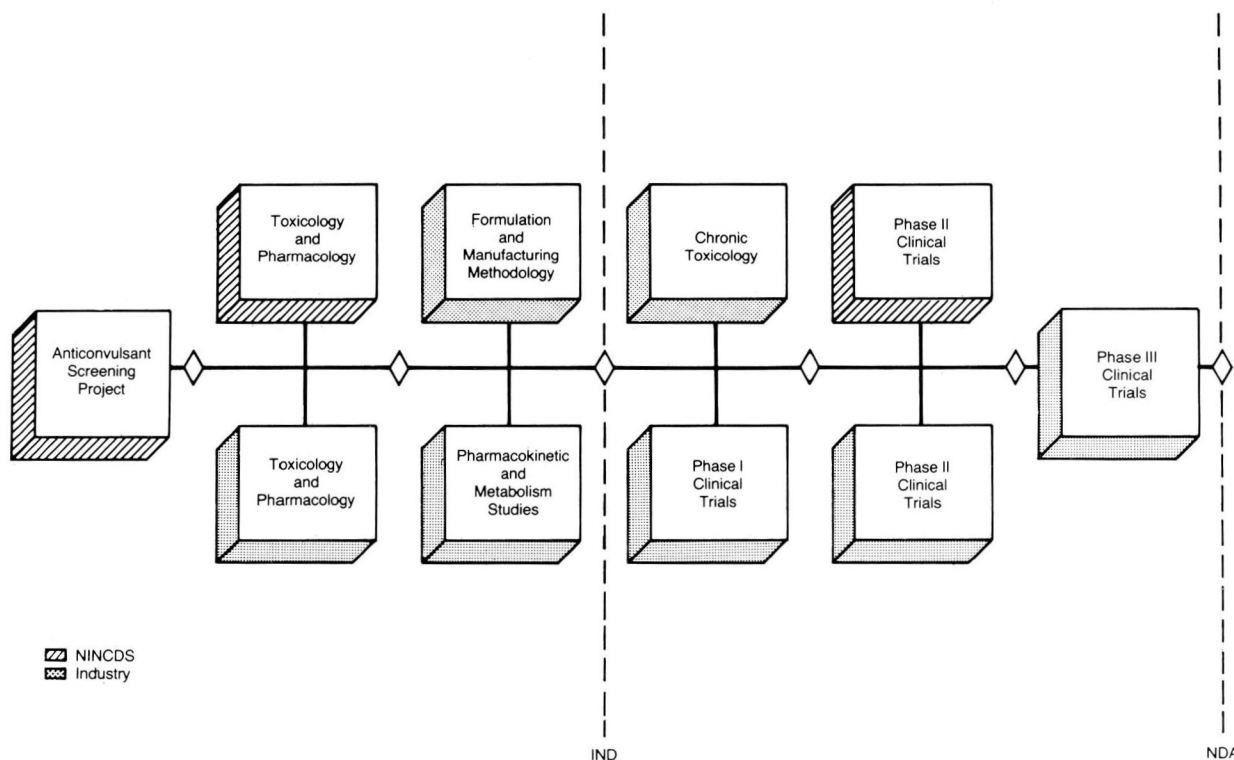 Toxicology
and
Pharmacology
Formulation
and
Manufacturing
Methodology
Chronic
Toxicology
Phase II
Clinical
Trials
Anticonvulsant
Screening
Project
Phase III
Clinical
Trials
Toxicology
and
Pharmacology
Pharmacokinetic
and
Metabolism
Studies
Phase I
Clinical
Trials
Phase II
Clinical
Trials
NINCDS
Industry
IND
NDA